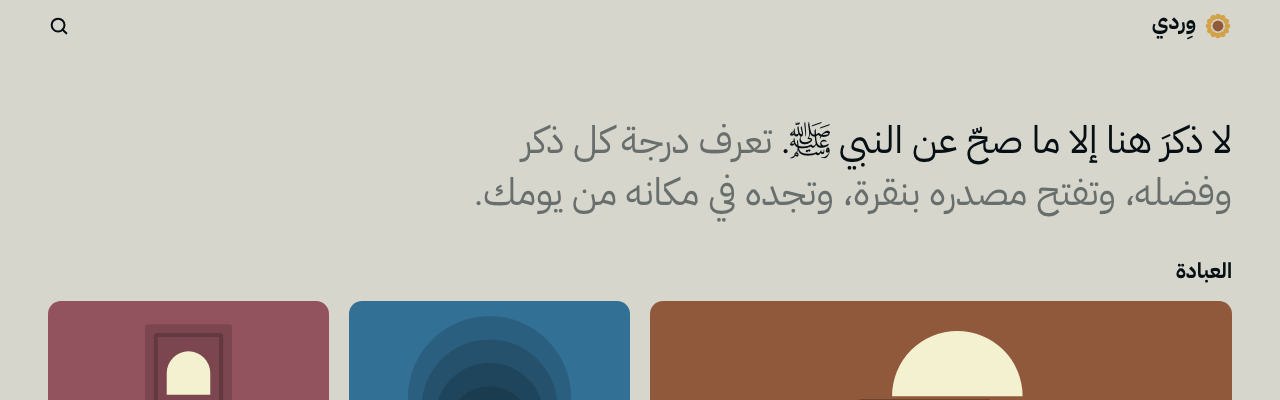 وِردي
لا ذكرَ هنا إلا ما صحّ عن النبي ﷺ. تعرف درجة كل ذكر
وفضله، وتفتح مصدره بنقرة، وتجده في مكانه من يومك.
العبادة